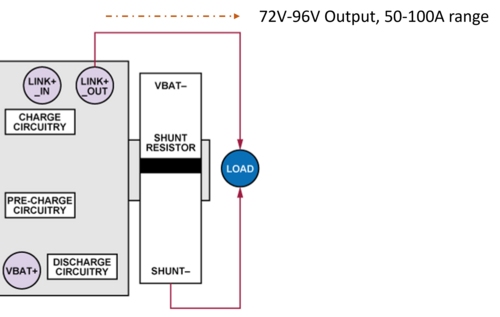 72V-96V Output, 50-100A range
LINK+
_IN
LINK+
_OUT
VBAT–
CHARGE
CIRCUITRY
SHUNT
RESISTOR
LOAD
PRE-CHARGE
CIRCUITRY
VBAT+
DISCHARGE
CIRCUITRY
SHUNT–